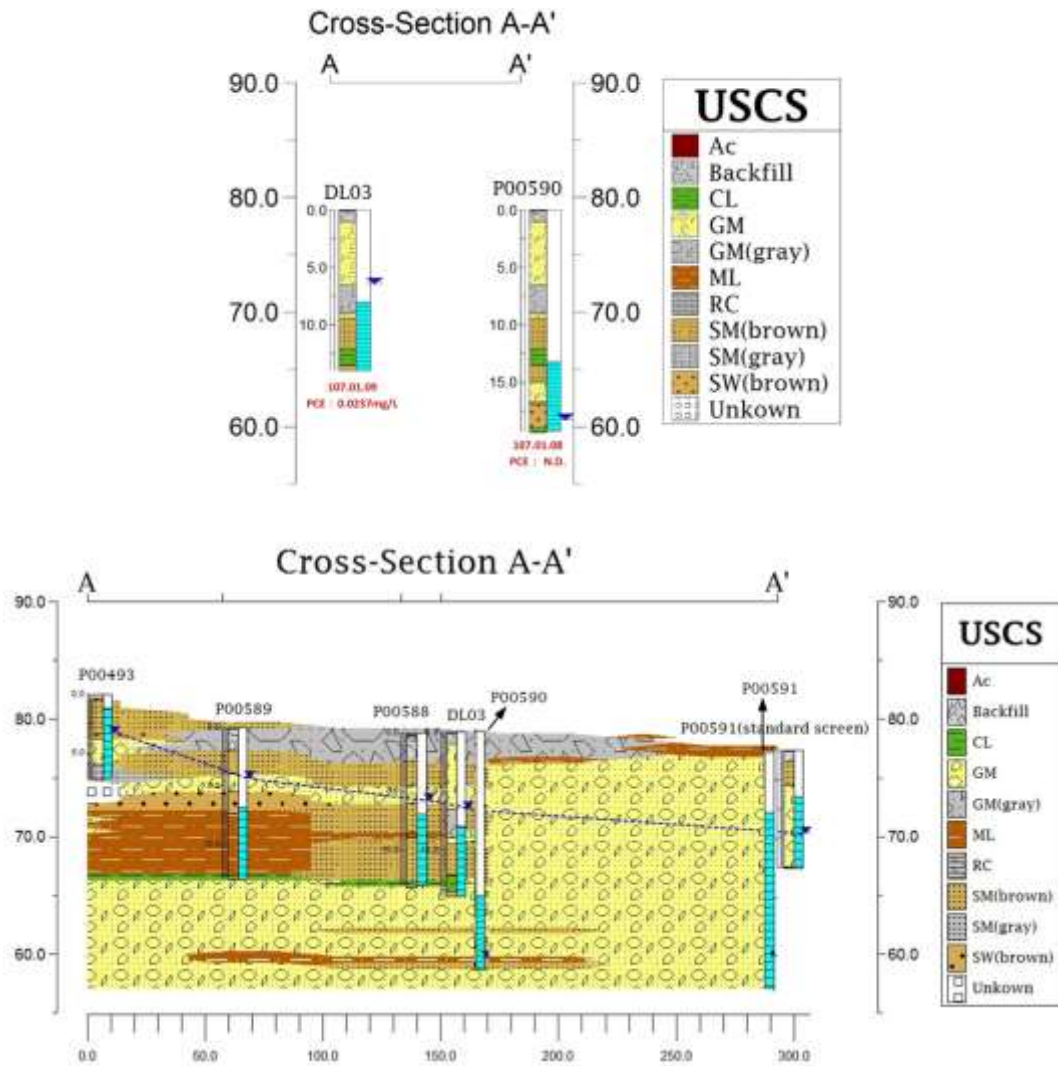 Cross-Section A-A'
A A'
90.0 90.0
80.0 80.0
70.0 70.0
60.0 60.0
DL03
0.0
5.0
10.0
107.01.09
PCE : 0.0257mg/L
P00590
0.0
5.0
10.0
15.0
107.01.08
PCE : N.D.
USCS
Ac
Backfill
CL
GM
GM(gray)
ML
RC
SM(brown)
SM(gray)
SW(brown)
Unkown
Cross-Section A-A'
A A'
90.0 90.0
80.0 80.0
70.0 70.0
60.0 60.0
P00493
P00589
P00588
DL03
P00590
P00591
P00591(standard screen)
0.0 50.0 100.0 150.0 200.0 250.0 300.0
USCS
Ac
Backfill
CL
GM
GM(gray)
ML
RC
SM(brown)
SM(gray)
SW(brown)
Unkown